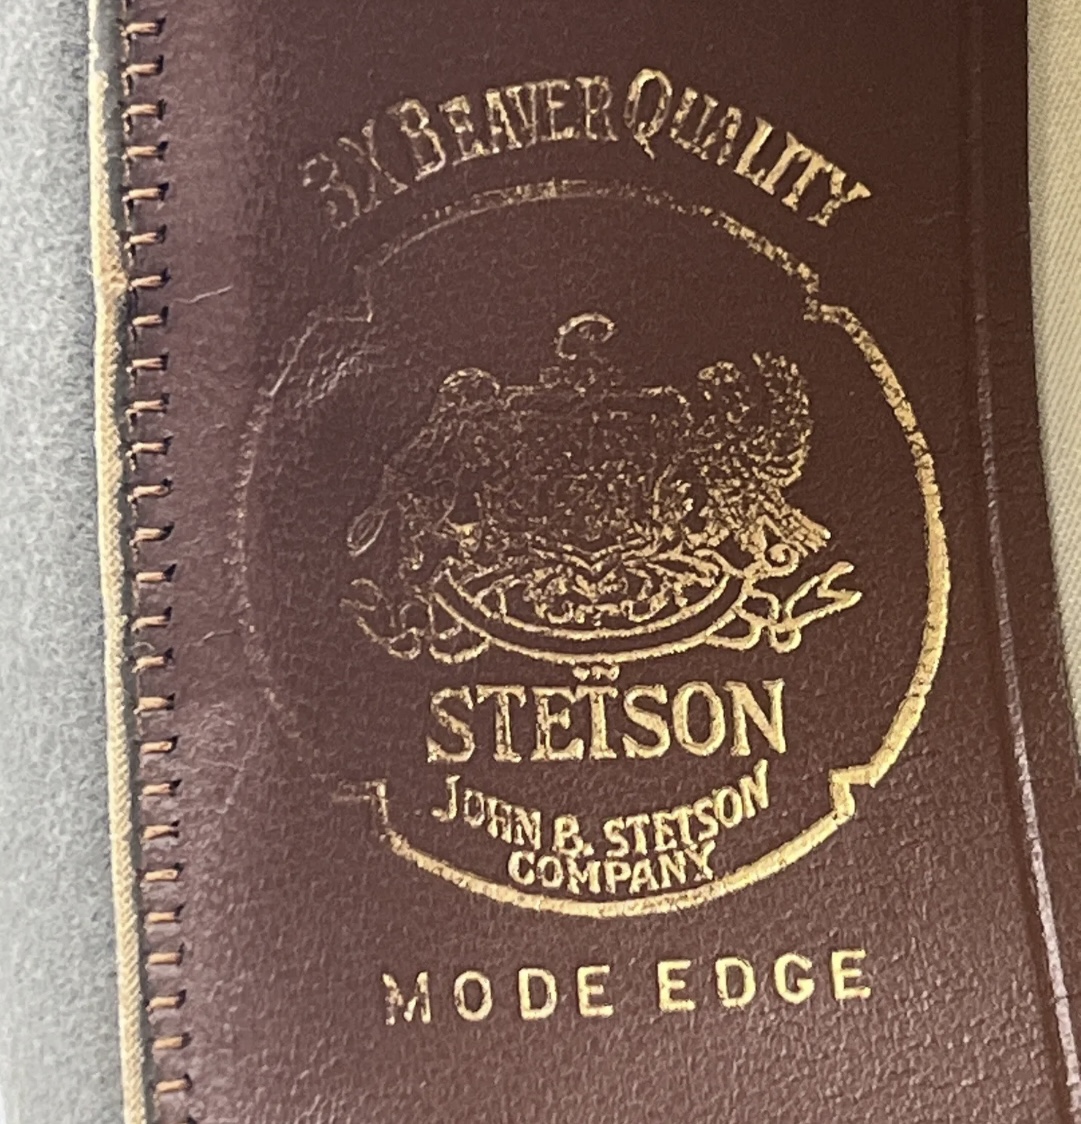 3X BEAVER QUALITY
STETSON
JOHN B. STETSON
COMPANY
MODE EDGE